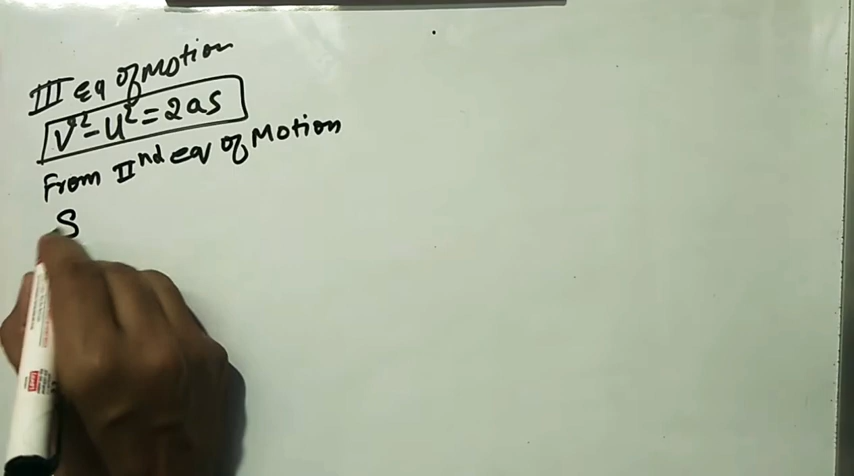 III Eq of Motion
V² - U² = 2as
From IInd eq of Motion
S